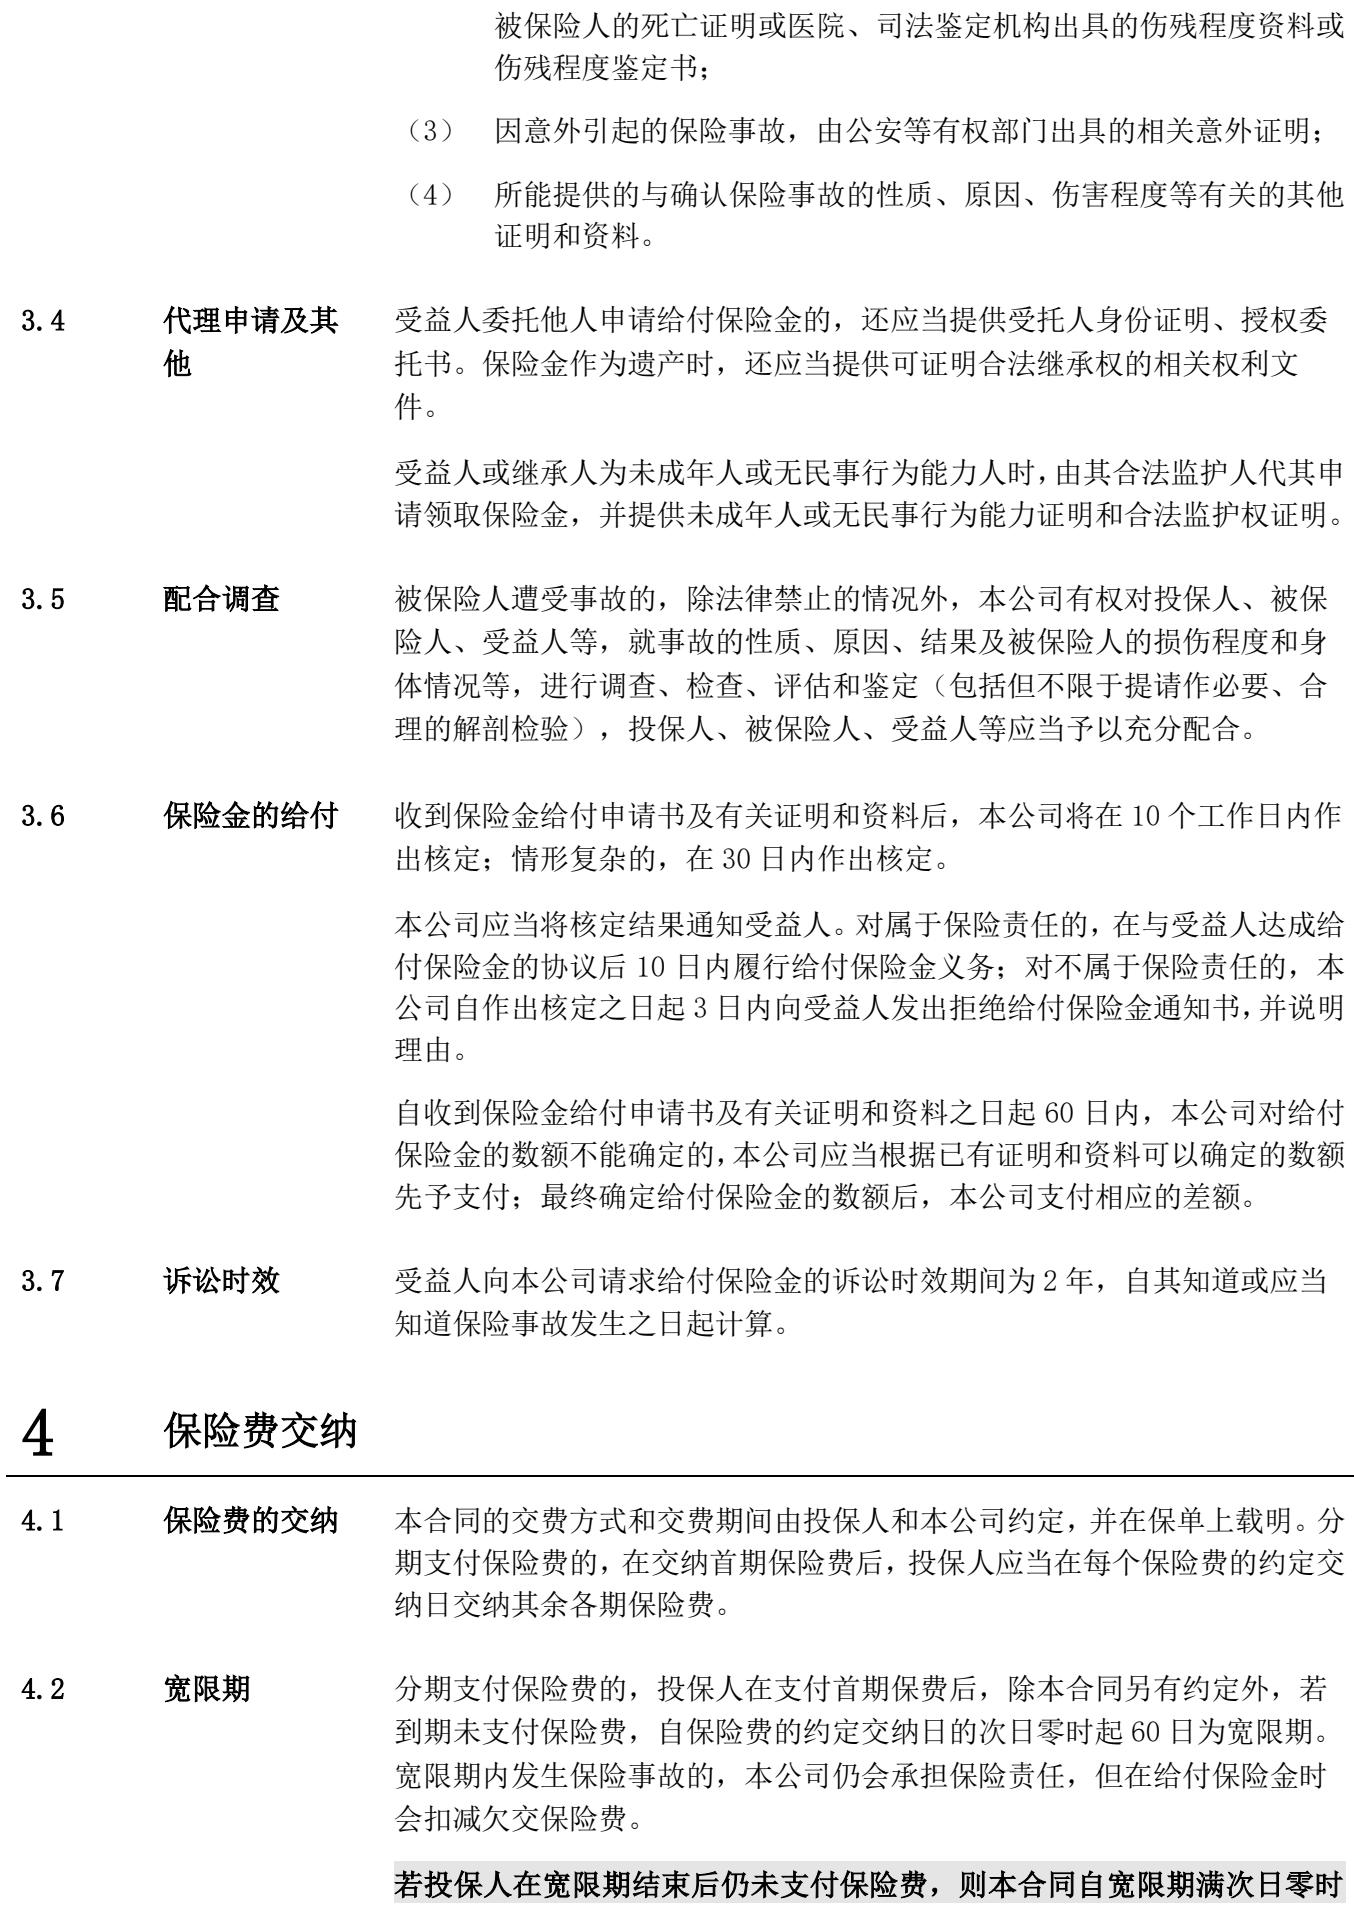 被保险人的死亡证明或医院、司法鉴定机构出具的伤残程度资料或
伤残程度鉴定书；
（3） 因意外引起的保险事故，由公安等有权部门出具的相关意外证明；
（4） 所能提供的与确认保险事故的性质、原因、伤害程度等有关的其他
证明和资料。
3.4 代理申请及其 受益人委托他人申请给付保险金的，还应当提供受托人身份证明、授权委
他 托书。保险金作为遗产时，还应当提供可证明合法继承权的相关权利文
件。
受益人或继承人为未成年人或无民事行为能力人时，由其合法监护人代其申
请领取保险金，并提供未成年人或无民事行为能力证明和合法监护权证明。
3.5 配合调查 被保险人遭受事故的，除法律禁止的情况外，本公司有权对投保人、被保
险人、受益人等，就事故的性质、原因、结果及被保险人的损伤程度和身
体情况等，进行调查、检查、评估和鉴定（包括但不限于提请作必要、合
理的解剖检验），投保人、被保险人、受益人等应当予以充分配合。
3.6 保险金的给付 收到保险金给付申请书及有关证明和资料后，本公司将在 10 个工作日内作
出核定；情形复杂的，在 30 日内作出核定。
本公司应当将核定结果通知受益人。对属于保险责任的，在与受益人达成给
付保险金的协议后 10 日内履行给付保险金义务；对不属于保险责任的，本
公司自作出核定之日起 3 日内向受益人发出拒绝给付保险金通知书，并说明
理由。
自收到保险金给付申请书及有关证明和资料之日起 60 日内，本公司对给付
保险金的数额不能确定的，本公司应当根据已有证明和资料可以确定的数额
先予支付；最终确定给付保险金的数额后，本公司支付相应的差额。
3.7 诉讼时效 受益人向本公司请求给付保险金的诉讼时效期间为 2 年，自其知道或应当
知道保险事故发生之日起计算。
4 保险费交纳
4.1 保险费的交纳 本合同的交费方式和交费期间由投保人和本公司约定，并在保单上载明。分
期支付保险费的，在交纳首期保险费后，投保人应当在每个保险费的约定交
纳日交纳其余各期保险费。
4.2 宽限期 分期支付保险费的，投保人在支付首期保费后，除本合同另有约定外，若
到期未支付保险费，自保险费的约定交纳日的次日零时起 60 日为宽限期。
宽限期内发生保险事故的，本公司仍会承担保险责任，但在给付保险金时
会扣减欠交保险费。
若投保人在宽限期结束后仍未支付保险费，则本合同自宽限期满次日零时